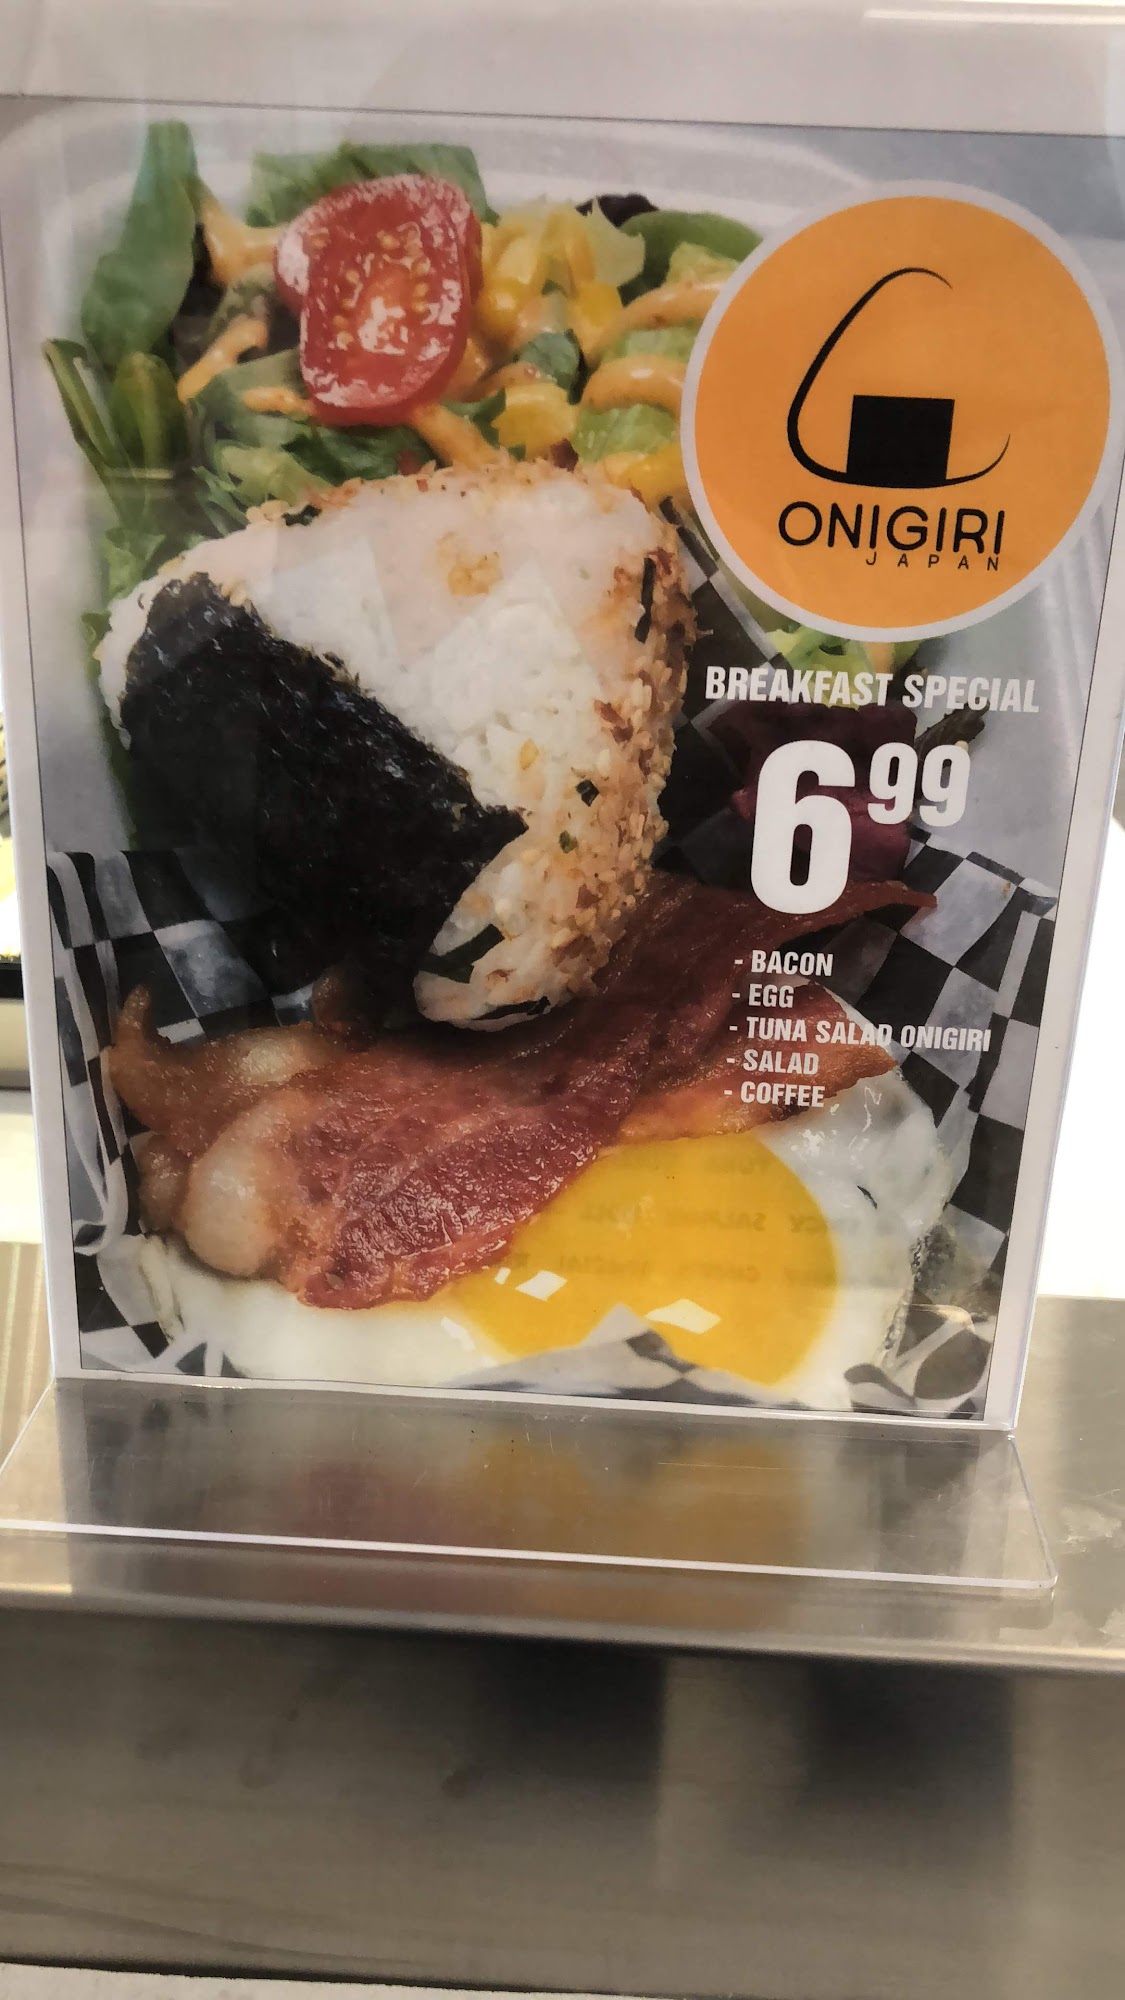 ONIGIRI
JAPAN
BREAKFAST SPECIAL
6 99
- BACON
- EGG
- TUNA SALAD ONIGIRI
- SALAD
- COFFEE